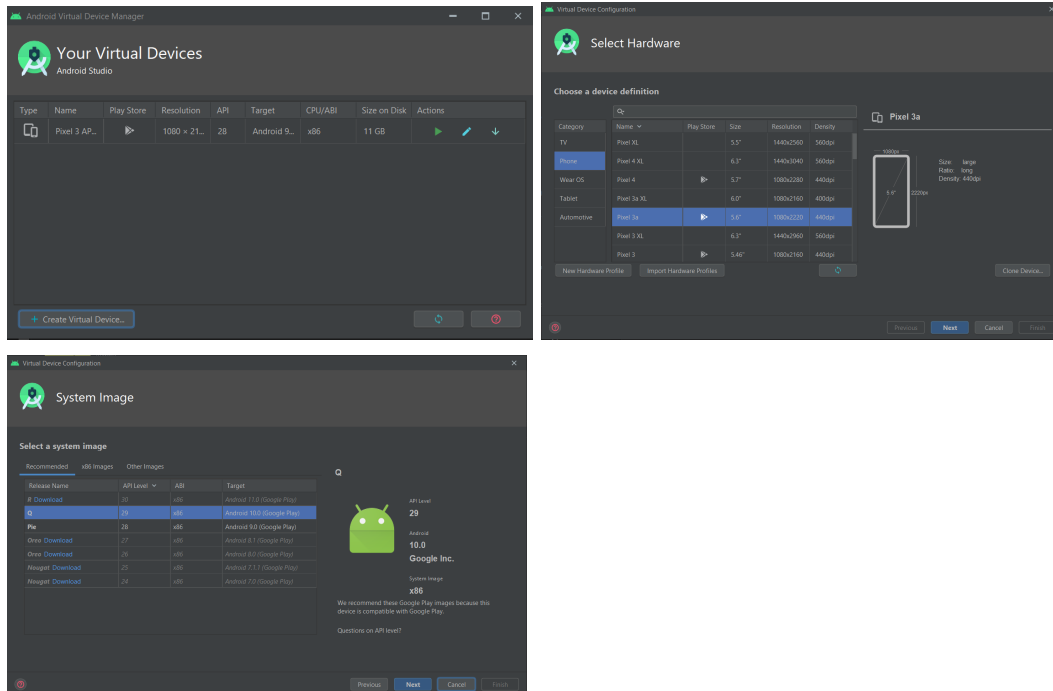 Android Virtual Device Manager
Your Virtual Devices
Android Studio
Type Name Play Store Resolution API Target CPU/ABI Size on Disk Actions
Pixel 3 AP... 1080 × 21... 28 Android 9... x86 11 GB
+ Create Virtual Device...
?
Virtual Device Configuration
Select Hardware
Choose a device definition
Category Name Play Store Size Resolution Density
TV Pixel XL 5.5" 1440x2560 560dpi
Phone Pixel 4 XL 6.3" 1440x3040 560dpi
Wear OS Pixel 4 5.7" 1080x2280 440dpi
Tablet Pixel 3a XL 6.0" 1080x2160 400dpi
Automotive Pixel 3a 5.6" 1080x2220 440dpi
Pixel 3 XL 6.3" 1440x2960 560dpi
Pixel 3 5.46" 1080x2160 440dpi
New Hardware Profile Import Hardware Profiles
Pixel 3a
1080px
5.6" 2220px
Size: large
Ratio: long
Density: 440dpi
Clone Device...
? Previous Next Cancel Finish
Virtual Device Configuration
System Image
Select a system image
Recommended x86 Images Other Images
Release Name API Level ABI Target
R Download 30 x86 Android 11.0 (Google Play)
Q 29 x86 Android 10.0 (Google Play)
Pie 28 x86 Android 9.0 (Google Play)
Oreo Download 27 x86 Android 8.1 (Google Play)
Oreo Download 26 x86 Android 8.0 (Google Play)
Nougat Download 25 x86 Android 7.1.1 (Google Play)
Nougat Download 24 x86 Android 7.0 (Google Play)
Q
API Level
29
Android
10.0
Google Inc.
System Image
x86
We recommend these Google Play images because this
device is compatible with Google Play.
Questions on API level?
? Previous Next Cancel Finish